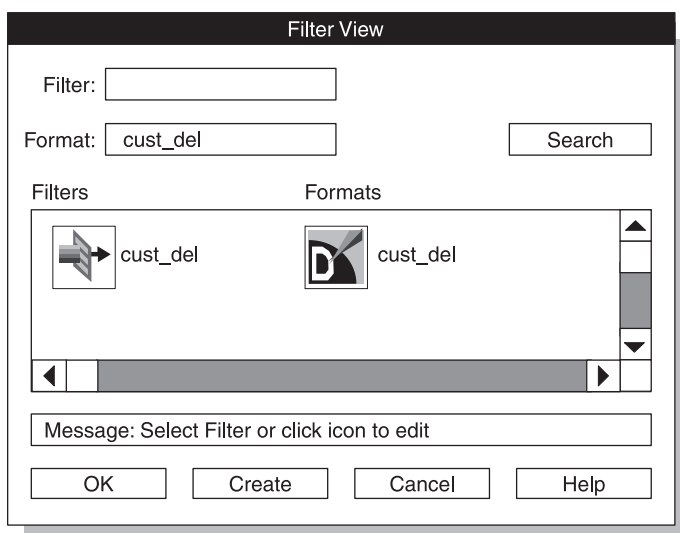 Filter View
Filter:
Format: cust_del
Search
Filters Formats
cust_del D cust_del
Message: Select Filter or click icon to edit
OK Create Cancel Help